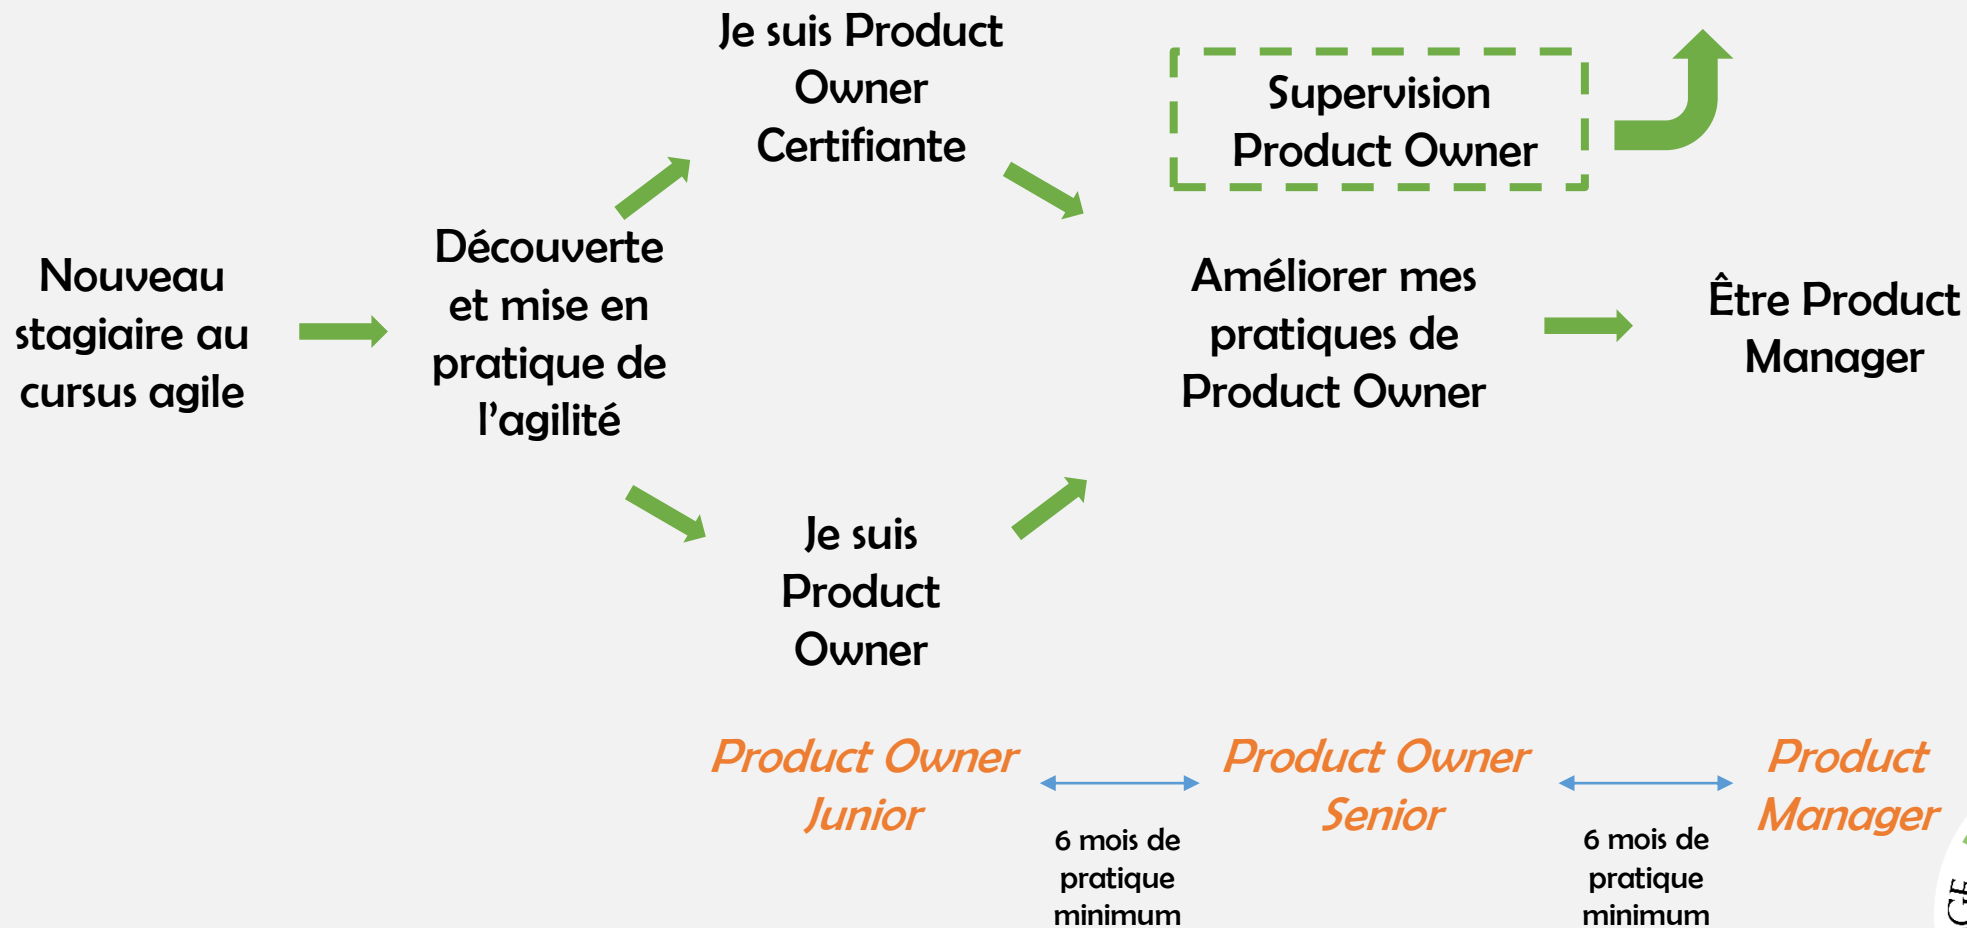 Nouveau
stagiaire au
cursus agile
Découverte
et mise en
pratique de
l’agilité
Je suis Product
Owner
Certifiante
Je suis
Product
Owner
Supervision
Product Owner
Améliorer mes
pratiques de
Product Owner
Être Product
Manager
Product Owner
Junior
6 mois de
pratique
minimum
Product Owner
Senior
6 mois de
pratique
minimum
Product
Manager